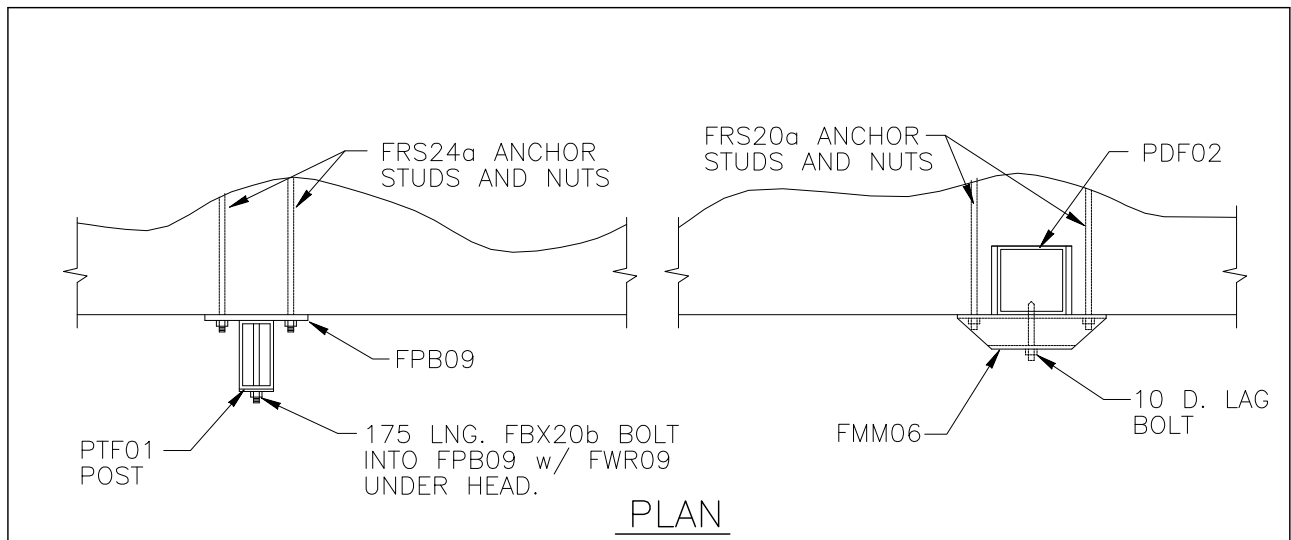 FRS24a ANCHOR
STUDS AND NUTS
FPB09
PTF01
POST
175 LNG. FBX20b BOLT
INTO FPB09 w/ FWR09
UNDER HEAD.
FRS20a ANCHOR
STUDS AND NUTS
PDF02
FMM06
10 D. LAG
BOLT
PLAN